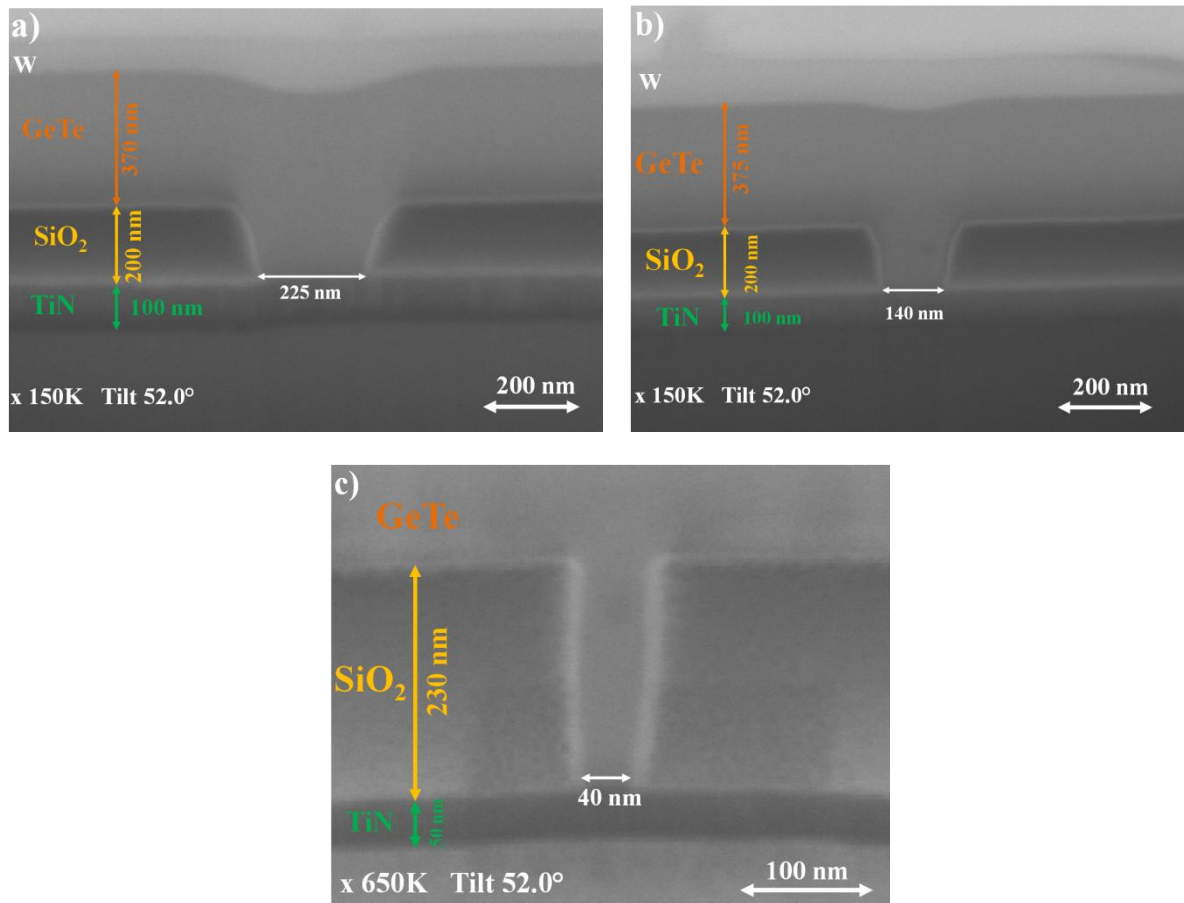 a)
W
GeTe
370 nm
SiO₂
200 nm
225 nm
TiN
100 nm
x 150K Tilt 52.0°
200 nm
b)
W
GeTe
375 nm
SiO₂
200 nm
140 nm
TiN
100 nm
x 150K Tilt 52.0°
200 nm
c)
GeTe
SiO₂
230 nm
40 nm
TiN
50 nm
x 650K Tilt 52.0°
100 nm